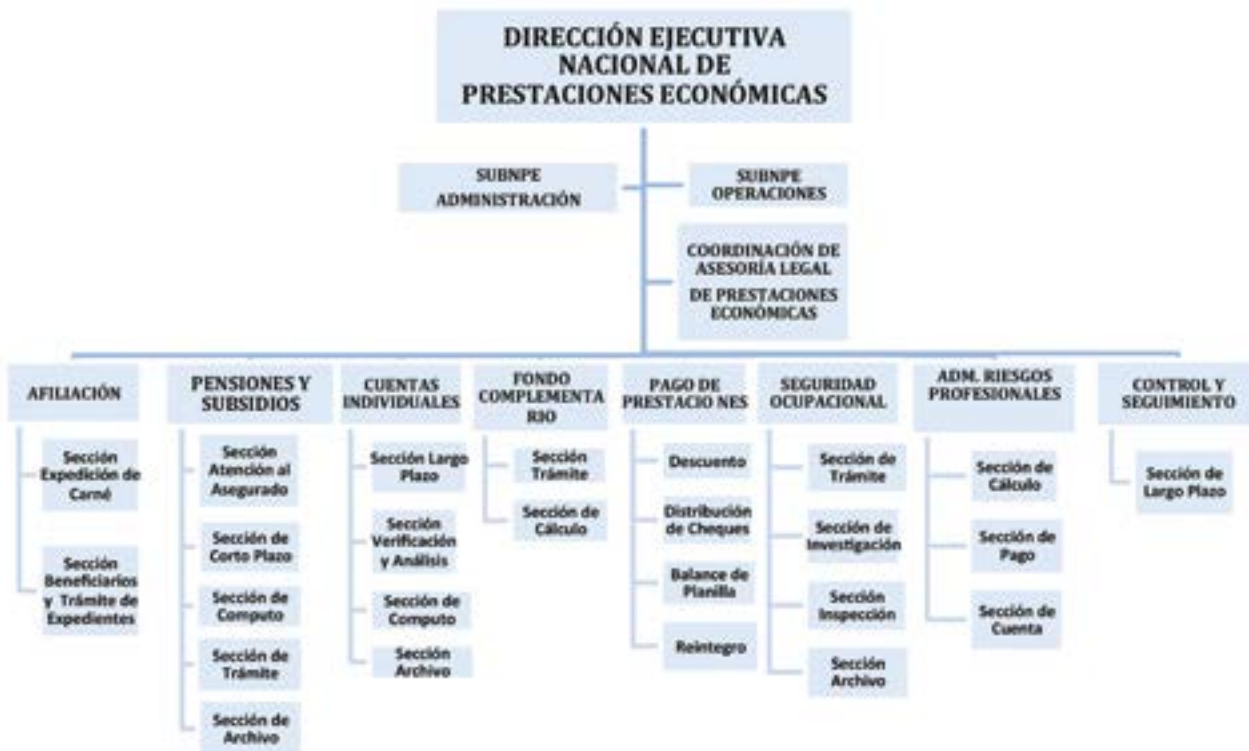 DIRECCIÓN EJECUTIVA
NACIONAL DE
PRESTACIONES ECONÓMICAS
SUBNPE
ADMINISTRACIÓN
SUBNPE
OPERACIONES
COORDINACIÓN DE
ASESORÍA LEGAL
DE PRESTACIONES
ECONÓMICAS
AFILIACIÓN
Sección
Expedición de
Carné
Sección
Beneficiarios
y Trámite de
Expedientes
PENSIONES Y
SUBSIDIOS
Sección
Atención al
Asegurado
Sección de
Corto Plazo
Sección de
Computo
Sección de
Trámite
Sección de
Archivo
CUENTAS
INDIVIDUALES
Sección Largo
Plazo
Sección
Verificación
y Análisis
Sección de
Computo
Sección
Archivo
FONDO
COMPLEMENTA
RIO
Sección
Trámite
Sección de
Cálculo
PAGO DE
PRESTACIO NES
Descuento
Distribución
de Cheques
Balance de
Planilla
Reintegro
SEGURIDAD
OCUPACIONAL
Sección de
Trámite
Sección de
Investigación
Sección
Inspección
Sección
Archivo
ADM. RIESGOS
PROFESIONALES
Sección de
Cálculo
Sección de
Pago
Sección de
Cuenta
CONTROL Y
SEGUIMIENTO
Sección de
Largo Plazo